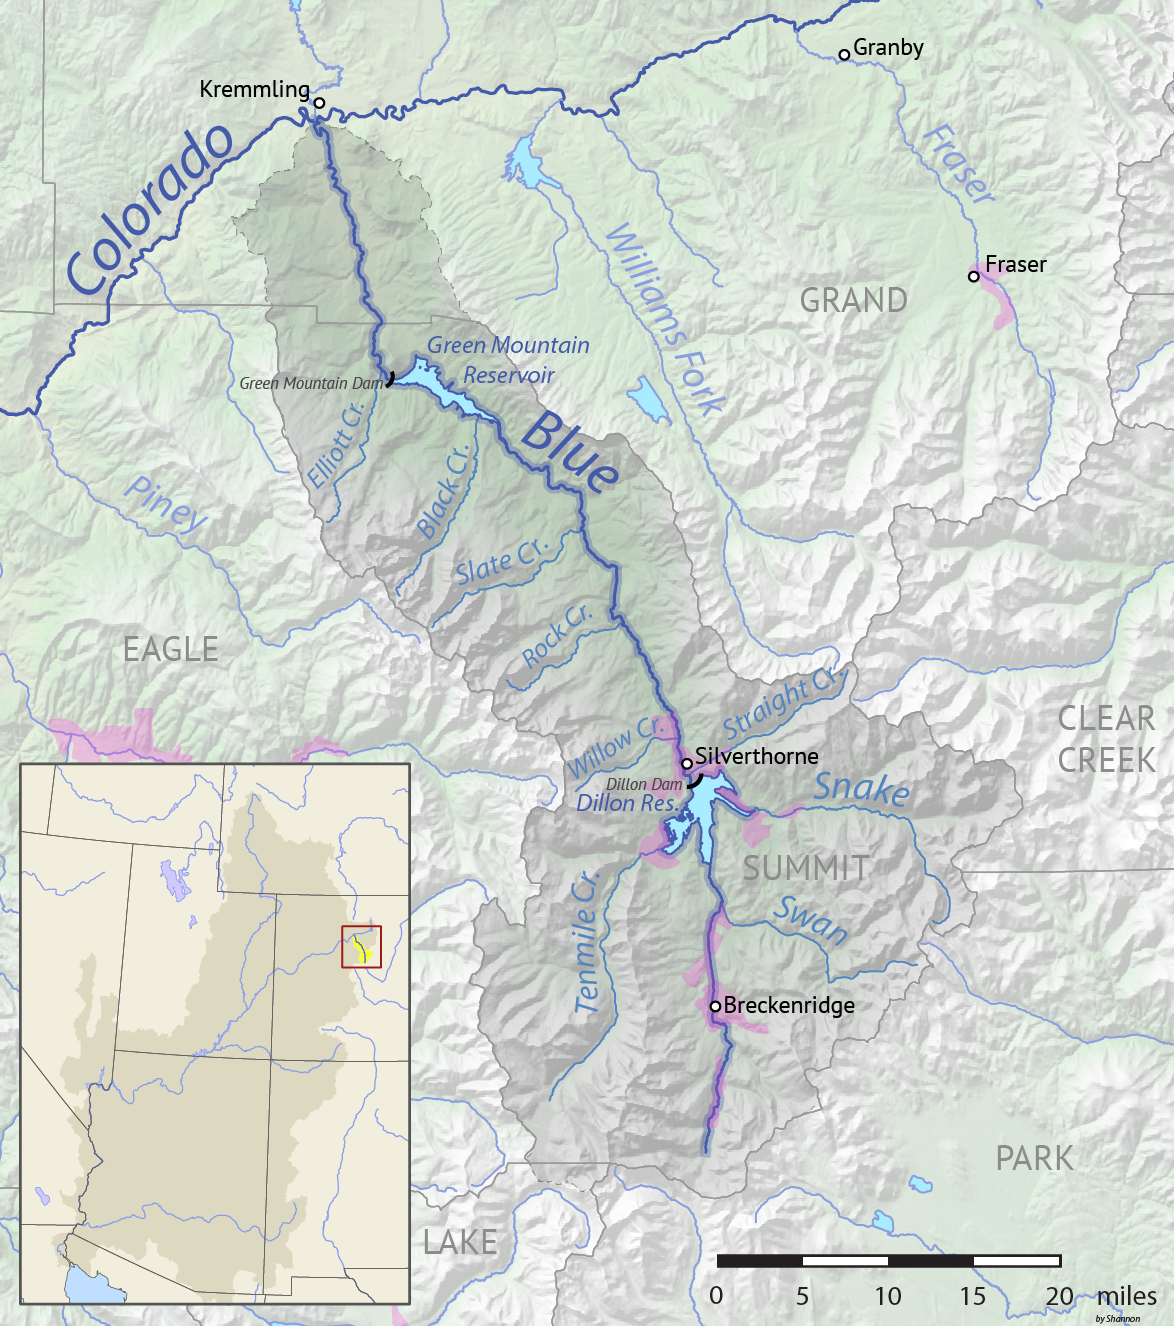 Granby
Kremmling
Colorado
Fraser
Williams Fork
Fraser
GRAND
Green Mountain
Reservoir
Green Mountain Dam
Blue
Elliott Cr.
Black Cr.
Piney
Slate Cr.
Rock Cr.
EAGLE
Straight Cr.
CLEAR
CREEK
Willow Cr.
Silverthorne
Dillon Dam
Dillon Res.
Snake
SUMMIT
Swan
Tenmile Cr.
Breckenridge
PARK
LAKE
0 5 10 15 20 miles
by Shannon